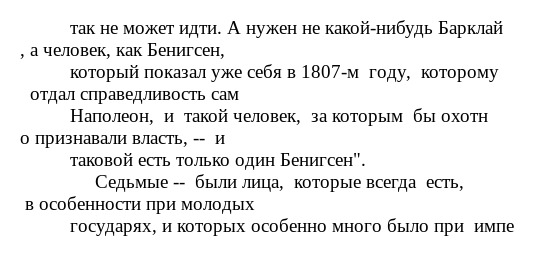 так не может идти. А нужен не какой-нибудь Барклай
, а человек, как Бенигсен,
который показал уже себя в 1807-м году, которому
отдал справедливость сам
Наполеон, и такой человек, за которым бы охотн
о признавали власть, -- и
таковой есть только один Бенигсен".
Седьмые -- были лица, которые всегда есть,
в особенности при молодых
государях, и которых особенно много было при импе